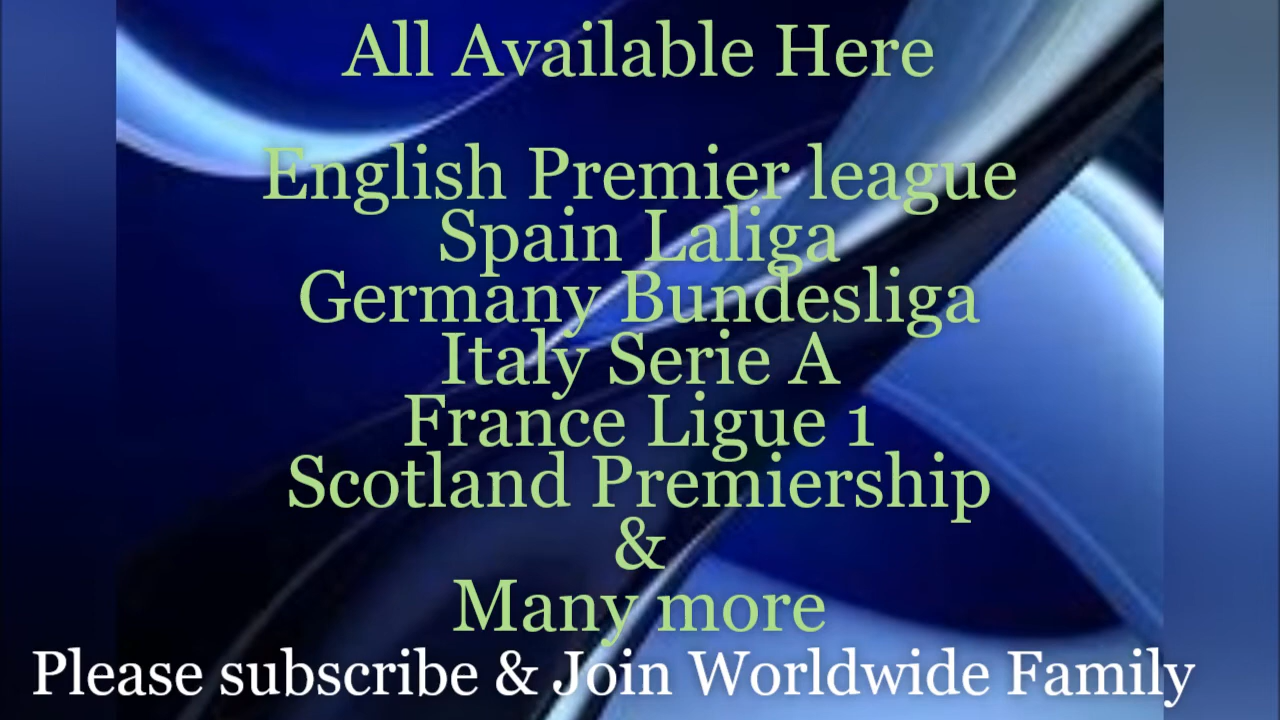 All Available Here
English Premier league
Spain Laliga
Germany Bundesliga
Italy Serie A
France Ligue 1
Scotland Premiership
&
Many more
Please subscribe & Join Worldwide Family